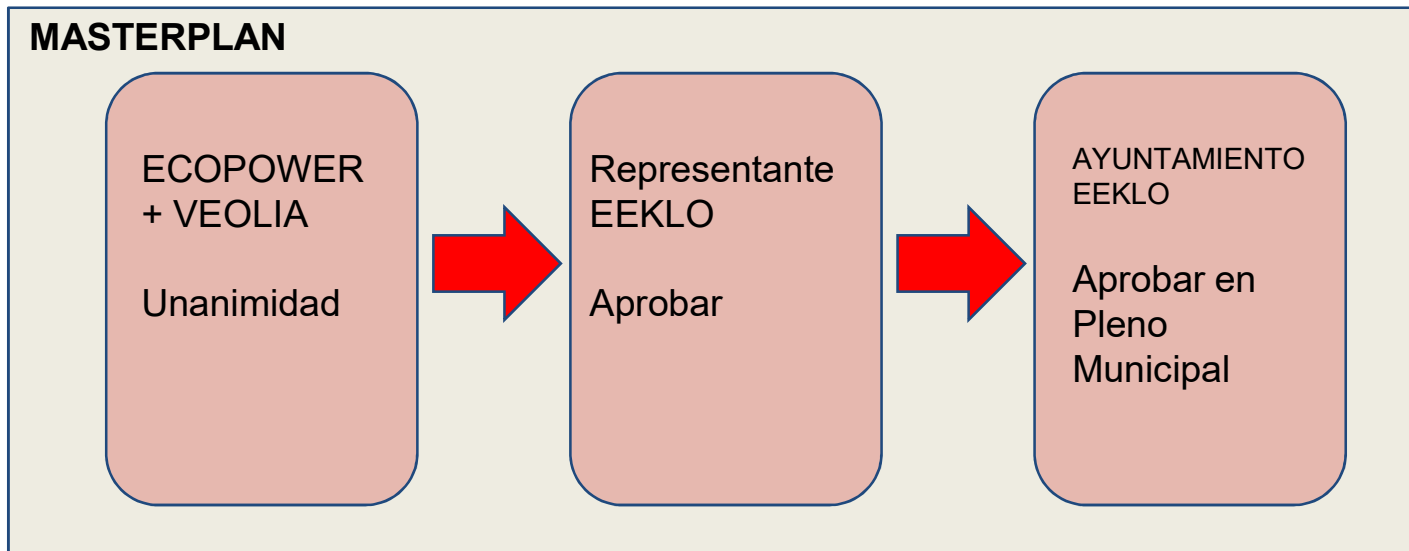 MASTERPLAN
ECOPOWER
+ VEOLIA
Unanimidad
Representante
EEKLO
Aprobar
AYUNTAMIENTO
EEKLO
Aprobar en
Pleno
Municipal